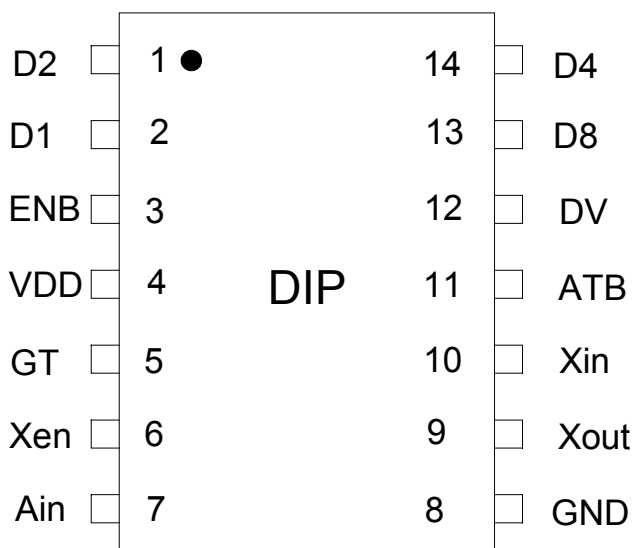 D2 1 14 D4
D1 2 13 D8
ENB 3 12 DV
VDD 4 DIP 11 ATB
GT 5 10 Xin
Xen 6 9 Xout
Ain 7 8 GND